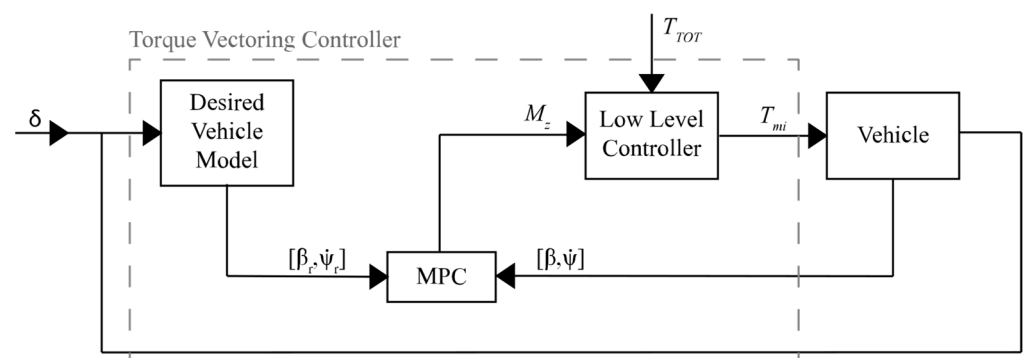 Torque Vectoring Controller
T_TOT
δ
Desired
Vehicle
Model
M_z
Low Level
Controller
T_mi
Vehicle
[β_r,ψ̇_r]
MPC
[β,ψ̇]